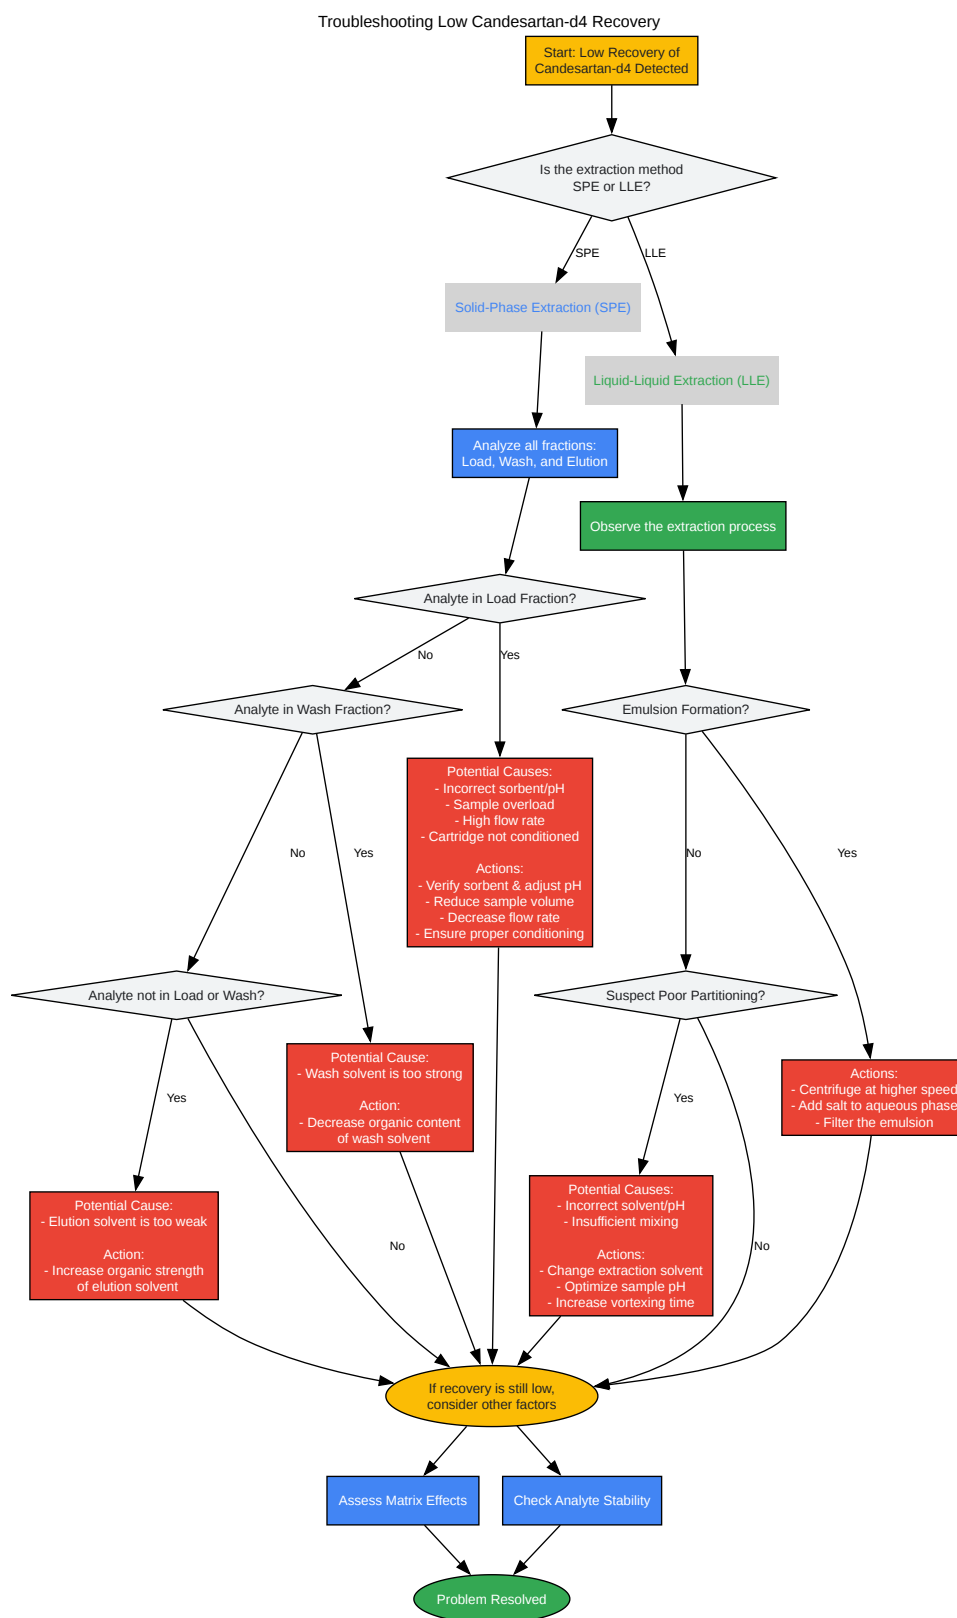 Troubleshooting Low Candesartan-d4 Recovery
Start: Low Recovery of
Candesartan-d4 Detected
Is the extraction method
SPE or LLE?
SPE
LLE
Solid-Phase Extraction (SPE)
Liquid-Liquid Extraction (LLE)
Analyze all fractions:
Load, Wash, and Elution
Observe the extraction process
Analyte in Load Fraction?
No
Yes
Analyte in Wash Fraction?
Emulsion Formation?
Potential Causes:
- Incorrect sorbent/pH
- Sample overload
- High flow rate
- Cartridge not conditioned
Actions:
- Verify sorbent & adjust pH
- Reduce sample volume
- Decrease flow rate
- Ensure proper conditioning
No
Yes
No
Yes
Analyte not in Load or Wash?
Suspect Poor Partitioning?
Potential Cause:
- Wash solvent is too strong
Action:
- Decrease organic content
of wash solvent
Actions:
- Centrifuge at higher speed
- Add salt to aqueous phase
- Filter the emulsion
Yes
Yes
Potential Cause:
- Elution solvent is too weak
Action:
- Increase organic strength
of elution solvent
Potential Causes:
- Incorrect solvent/pH
- Insufficient mixing
Actions:
- Change extraction solvent
- Optimize sample pH
- Increase vortexing time
No
No
If recovery is still low,
consider other factors
Assess Matrix Effects
Check Analyte Stability
Problem Resolved